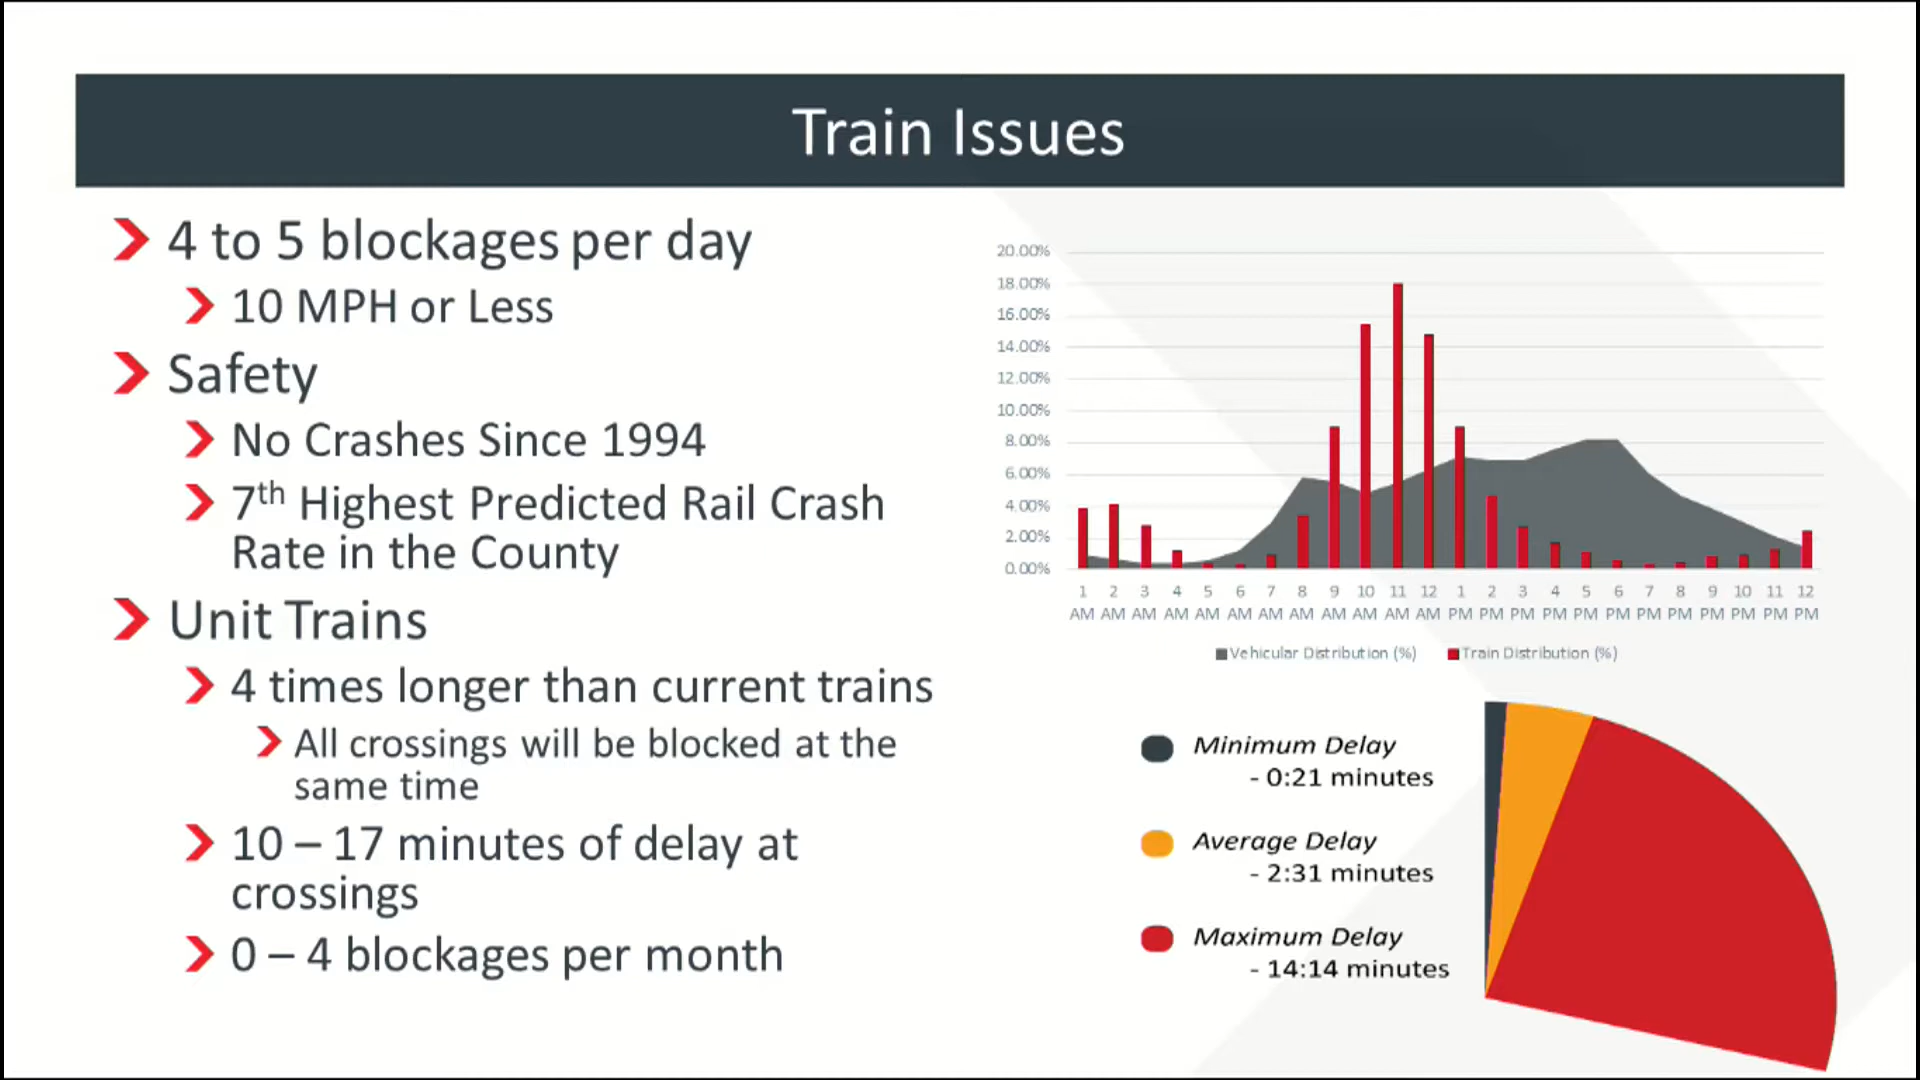 Train Issues
4 to 5 blockages per day
10 MPH or Less
Safety
No Crashes Since 1994
7th Highest Predicted Rail Crash
Rate in the County
Unit Trains
4 times longer than current trains
All crossings will be blocked at the
same time
10 – 17 minutes of delay at
crossings
0 – 4 blockages per month
20.00%
18.00%
16.00%
14.00%
12.00%
10.00%
8.00%
6.00%
4.00%
2.00%
0.00%
1 2 3 4 5 6 7 8 9 10 11 12 1 2 3 4 5 6 7 8 9 10 11 12
AM AM AM AM AM AM AM AM AM AM AM AM PM PM PM PM PM PM PM PM PM PM PM PM
Vehicular Distribution (%) Train Distribution (%)
Minimum Delay
- 0:21 minutes
Average Delay
- 2:31 minutes
Maximum Delay
- 14:14 minutes